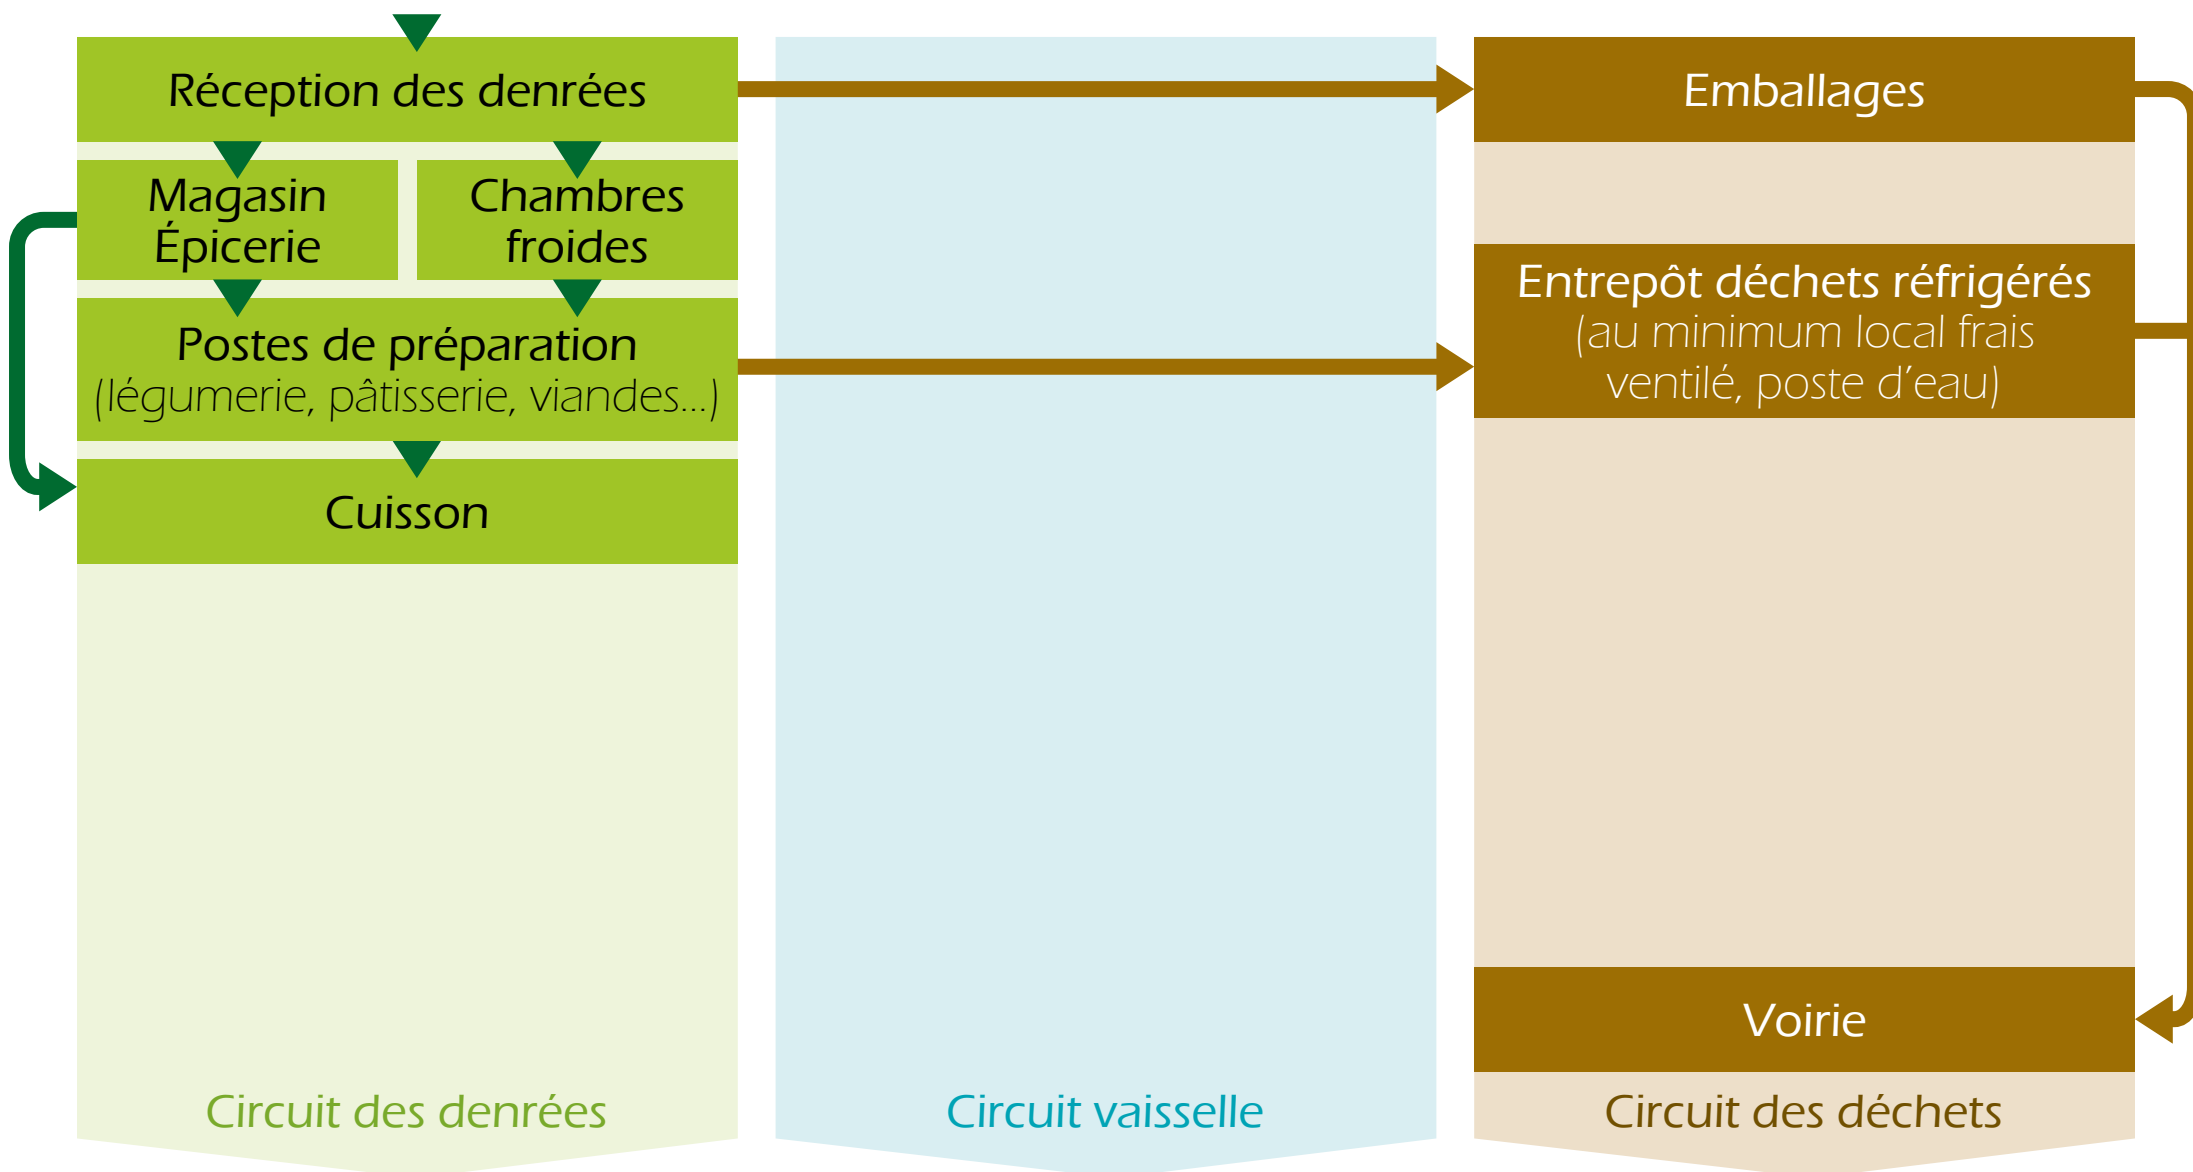 Réception des denrées
Emballages
Magasin
Épicerie
Chambres
froides
Entrepôt déchets réfrigérés
(au minimum local frais
ventilé, poste d’eau)
Postes de préparation
(légumerie, pâtisserie, viandes...)
Cuisson
Voirie
Circuit des denrées
Circuit vaisselle
Circuit des déchets